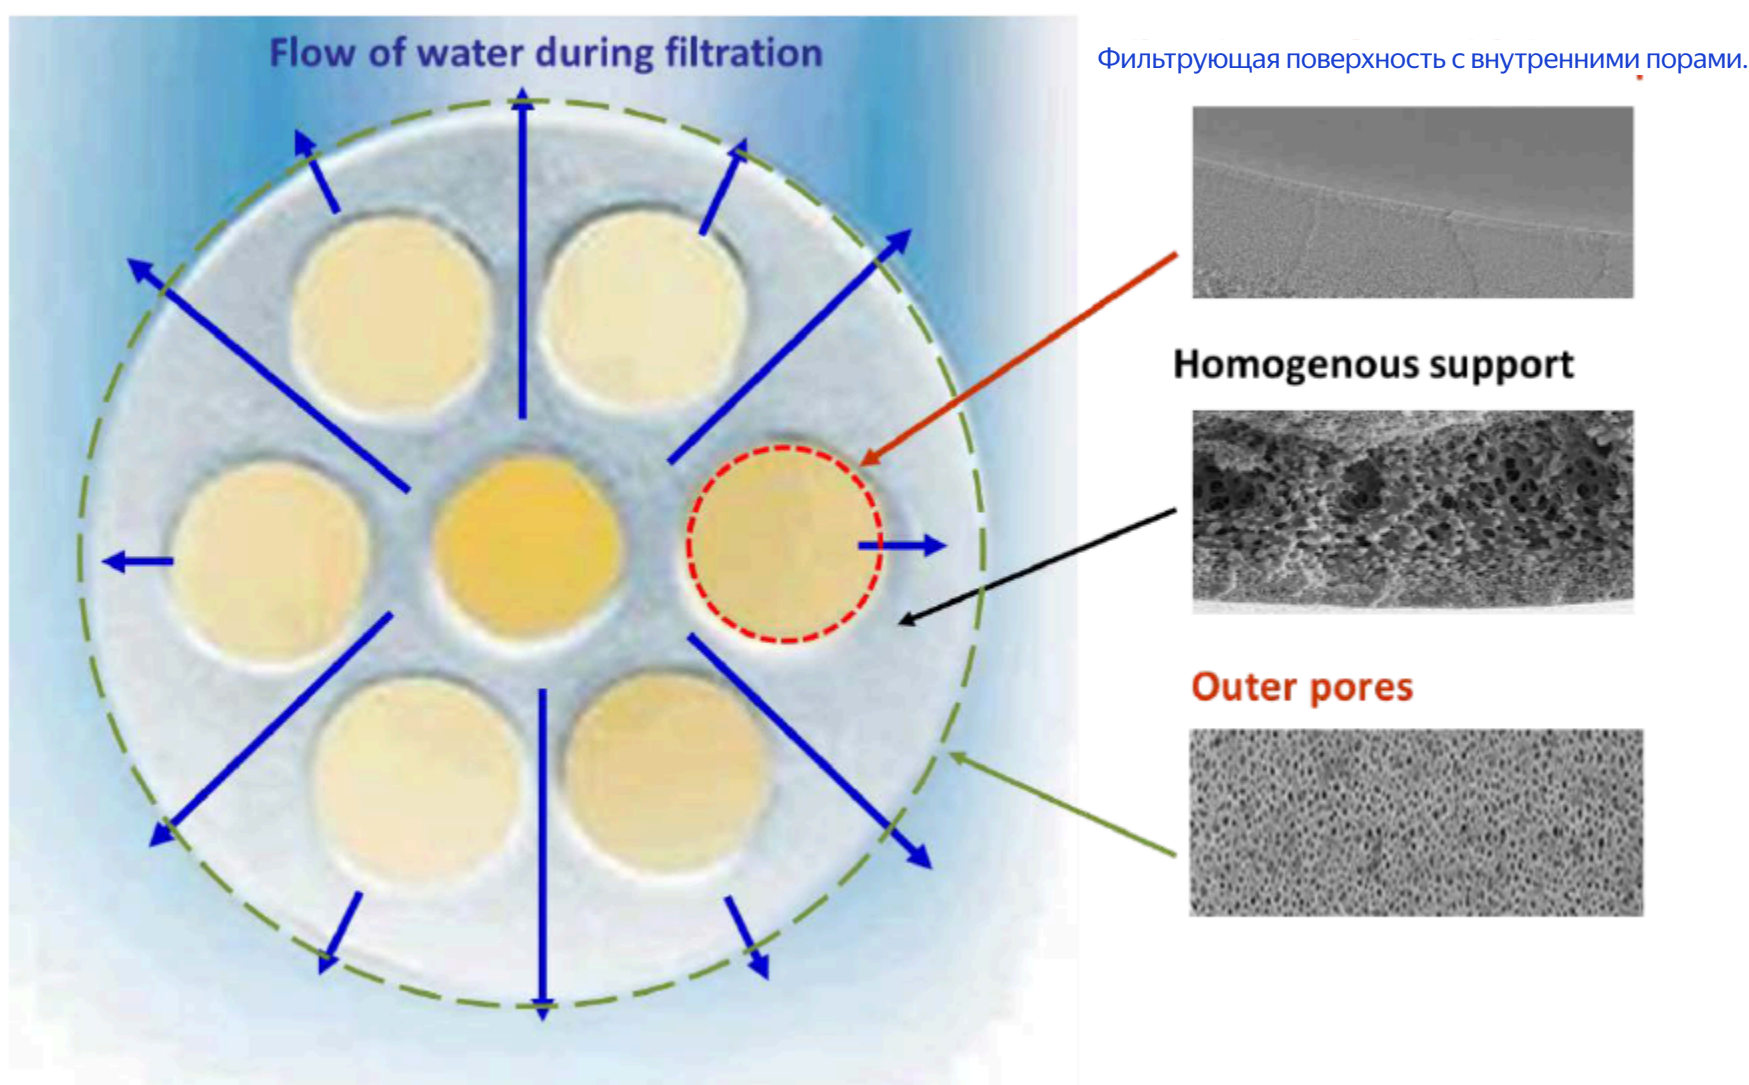 Flow of water during filtration
Фильтрующая поверхность с внутренними порами.
Homogenous support
Outer pores